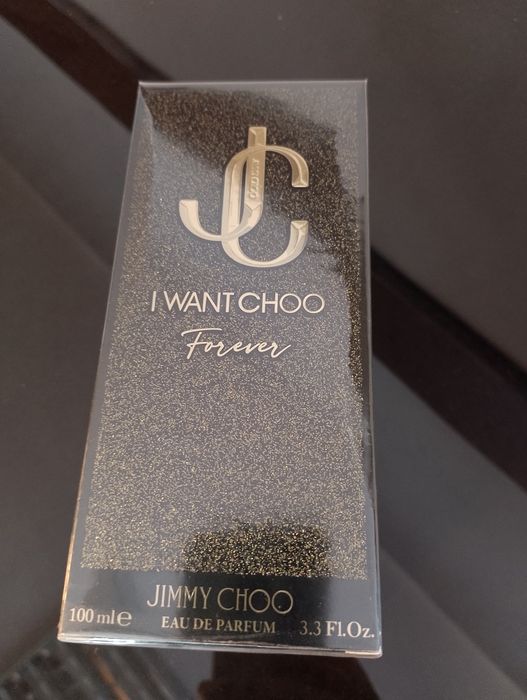 JC
I WANT CHOO
Forever
JIMMY CHOO
100 ml e EAU DE PARFUM 3.3 Fl.Oz.